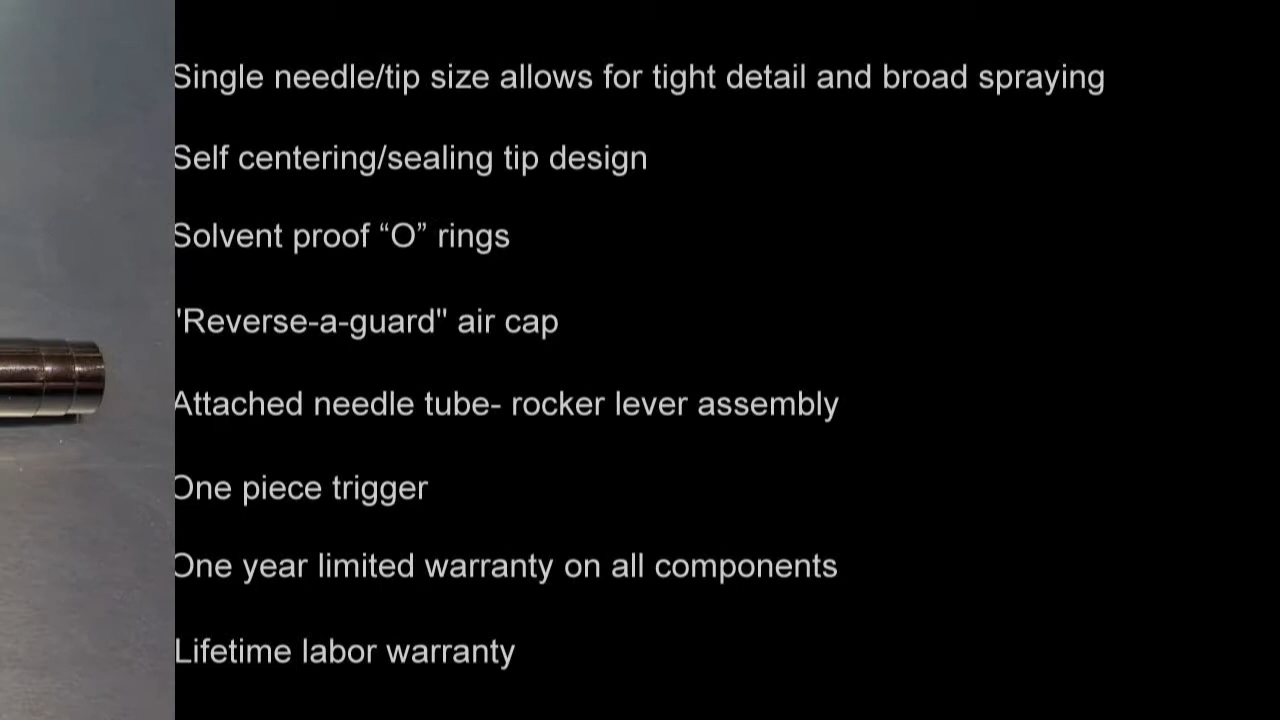 Single needle/tip size allows for tight detail and broad spraying
Self centering/sealing tip design
Solvent proof “O” rings
"Reverse-a-guard" air cap
Attached needle tube- rocker lever assembly
One piece trigger
One year limited warranty on all components
Lifetime labor warranty